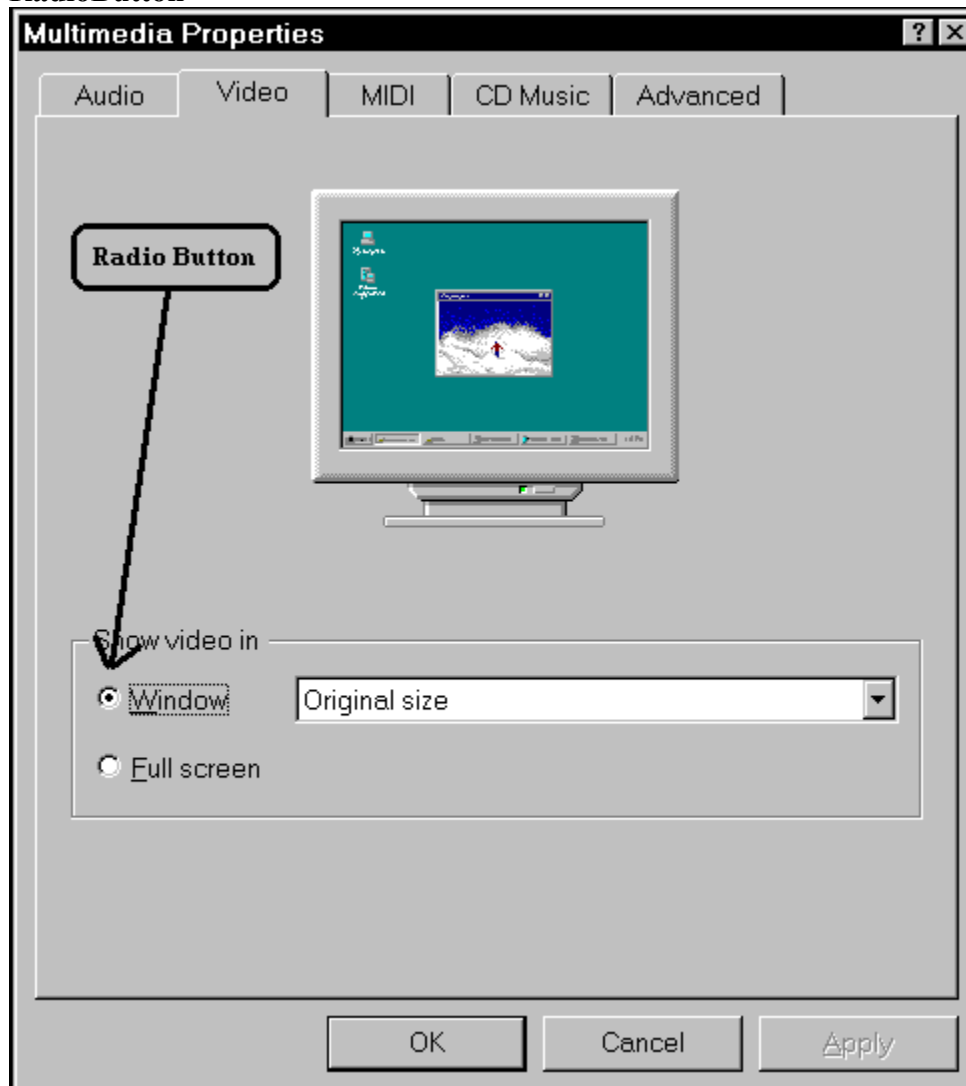 RadioButton
Multimedia Properties
Audio Video MIDI CD Music Advanced
Radio Button
Show video in
Window Original size
Full screen
OK Cancel Apply